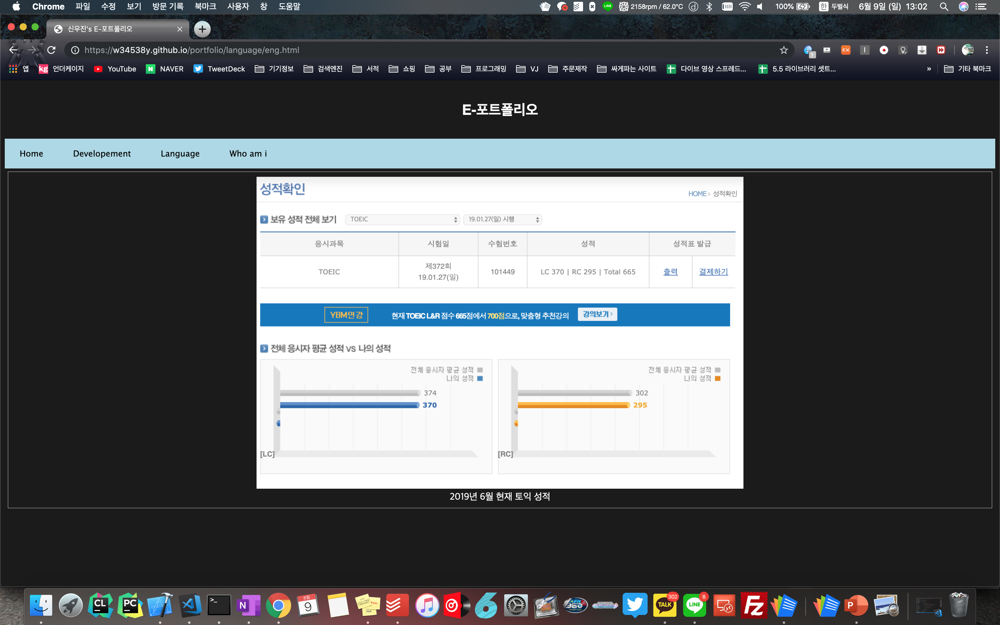 Chrome 파일 수정 보기 방문 기록 북마크 사용자 창 도움말 LINE 2158rpm / 62.0°C 100% 한 두벌식 6월 9일 (일) 13:02
신우진's E-포트폴리오
https://w34538y.github.io/portfolio/language/eng.html
앱 kg 언더케이지 YouTube N NAVER TweetDeck 기기정보 검색엔진 서적 쇼핑 공부 프로그래밍 VJ 주문제작 싸게파는 사이트 다이브 영상 스프레드... 5.5 라이브러리 셋트... » 기타 북마크
E-포트폴리오
Home Developement Language Who am i
성적확인
HOME > 성적확인
보유 성적 전체 보기 TOEIC 19.01.27(일) 시행
응시과목 시험일 수험번호 성적 성적표 발급
TOEIC 제372회 19.01.27(일) 101449 LC 370 | RC 295 | Total 665 출력 결제하기
YBM인강 현재 TOEIC L&R 점수 665점에서 700점으로, 맞춤형 추천강의 강의보기 >
전체 응시자 평균 성적 vs 나의 성적
전체 응시자 평균 성적
나의 성적
374
370
[LC]
전체 응시자 평균 성적
나의 성적
302
295
[RC]
2019년 6월 현재 토익 성적
CL PC >_ N 6월 9 TALK 302 LINE 8 Fz P